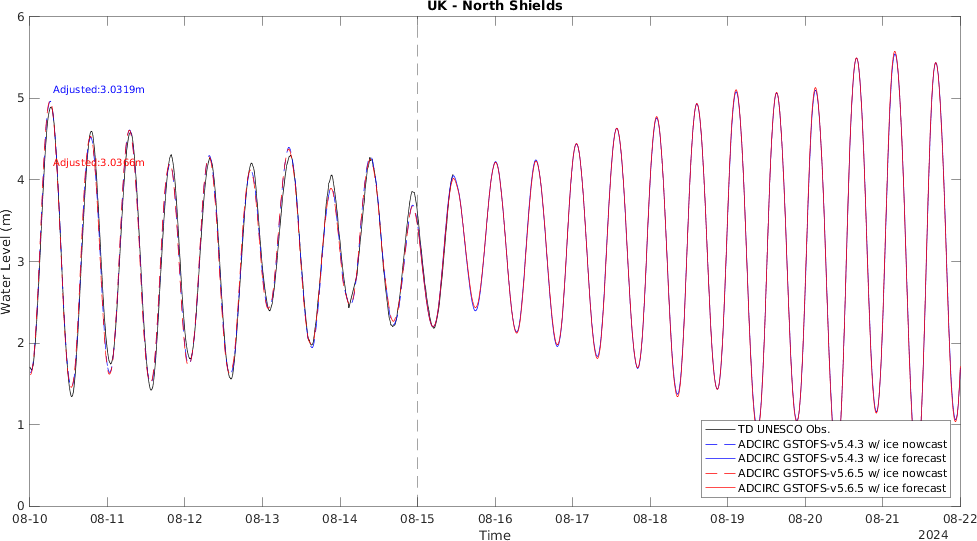 UK - North Shields
6
5
4
3
2
1
0
Water Level (m)
Adjusted:3.0319m
Adjusted:3.0366m
TD UNESCO Obs.
ADCIRC GSTOFS-v5.4.3 w/ ice nowcast
ADCIRC GSTOFS-v5.4.3 w/ ice forecast
ADCIRC GSTOFS-v5.6.5 w/ ice nowcast
ADCIRC GSTOFS-v5.6.5 w/ ice forecast
08-10 08-11 08-12 08-13 08-14 08-15 08-16 08-17 08-18 08-19 08-20 08-21 08-22
Time
2024